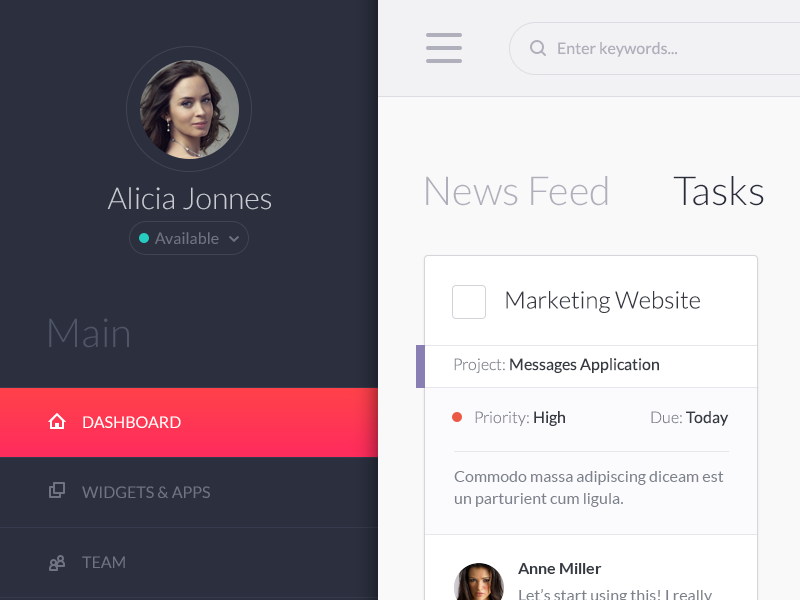 Alicia Jonnes
Available
Main
DASHBOARD
WIDGETS & APPS
TEAM
Enter keywords...
News Feed
Tasks
Marketing Website
Project: Messages Application
Priority: High
Due: Today
Commodo massa adipiscing diceam est
un parturient cum ligula.
Anne Miller
Let's start using this! I really